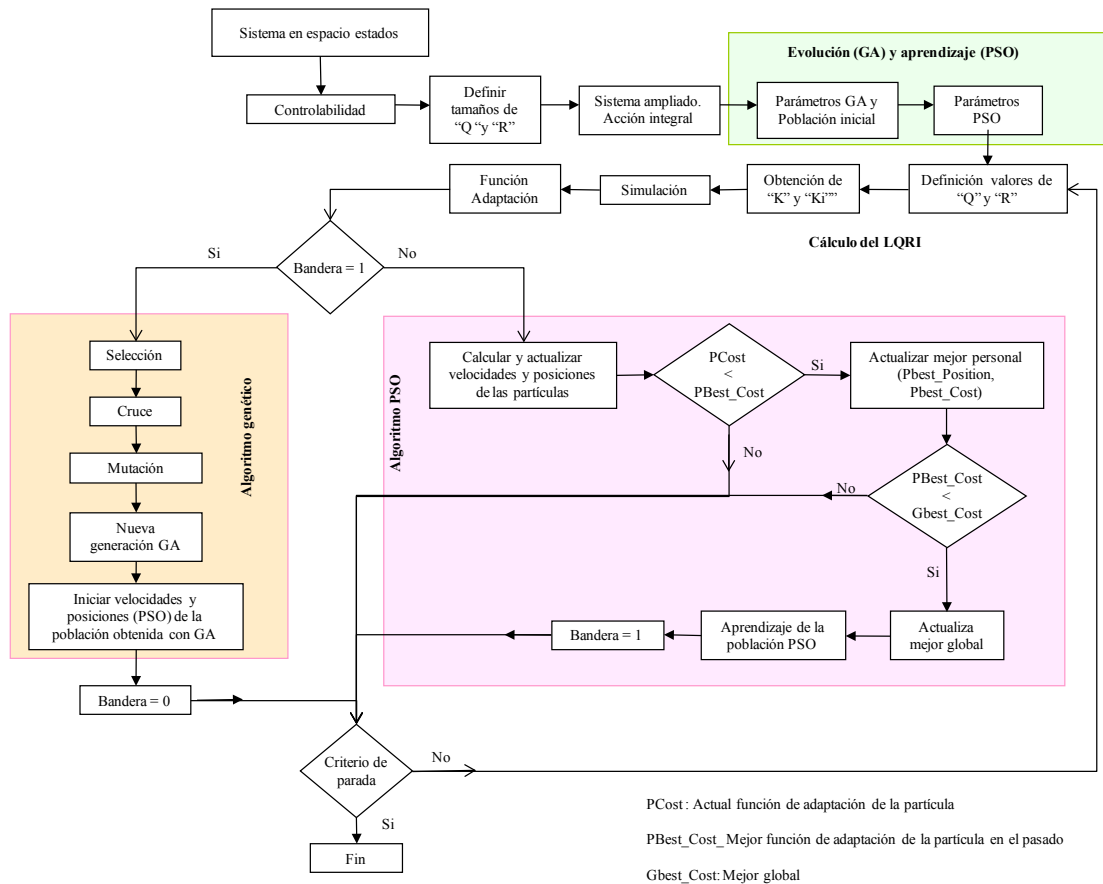 Sistema en espacio estados
Controlabilidad
Definir
tamaños de
“Q “y “R”
Sistema ampliado.
Acción integral
Evolución (GA) y aprendizaje (PSO)
Parámetros GA y
Población inicial
Parámetros
PSO
Definición valores de
“Q” y “R”
Obtención de
“K” y “Ki””
Simulación
Función
Adaptación
Cálculo del LQRI
Bandera = 1
Si
No
Algoritmo genético
Selección
Cruce
Mutación
Nueva
generación GA
Iniciar velocidades y
posiciones (PSO) de la
población obtenida con GA
Bandera = 0
Algoritmo PSO
Calcular y actualizar
velocidades y posiciones
de las partículas
PCost
<
PBest_Cost
Si
No
Actualizar mejor personal
(Pbest_Position,
Pbest_Cost)
PBest_Cost
<
Gbest_Cost
No
Si
Actualiza
mejor global
Aprendizaje de la
población PSO
Bandera = 1
Criterio de
parada
No
Si
Fin
PCost : Actual función de adaptación de la partícula
PBest_Cost_ Mejor función de adaptación de la partícula en el pasado
Gbest_Cost: Mejor global